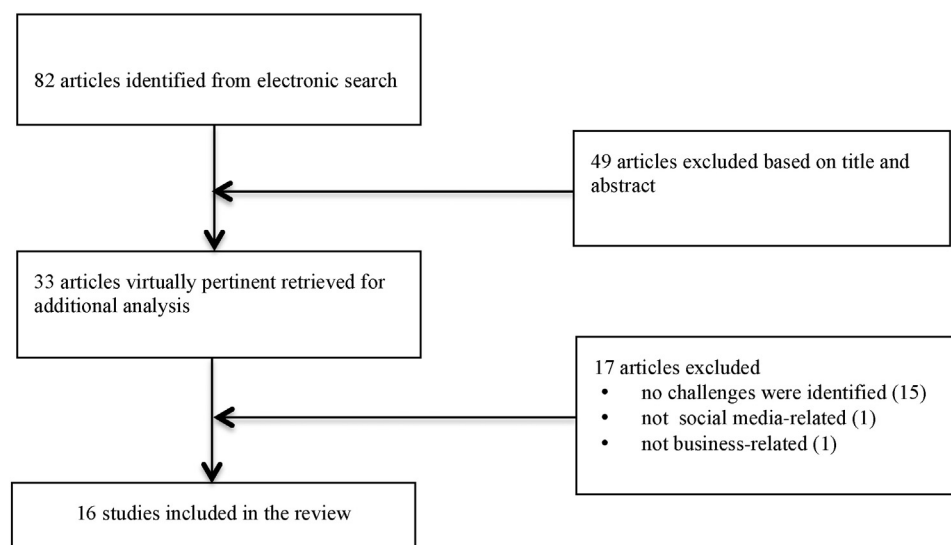 82 articles identified from electronic search
49 articles excluded based on title and
abstract
33 articles virtually pertinent retrieved for
additional analysis
17 articles excluded
• no challenges were identified (15)
• not social media-related (1)
• not business-related (1)
16 studies included in the review